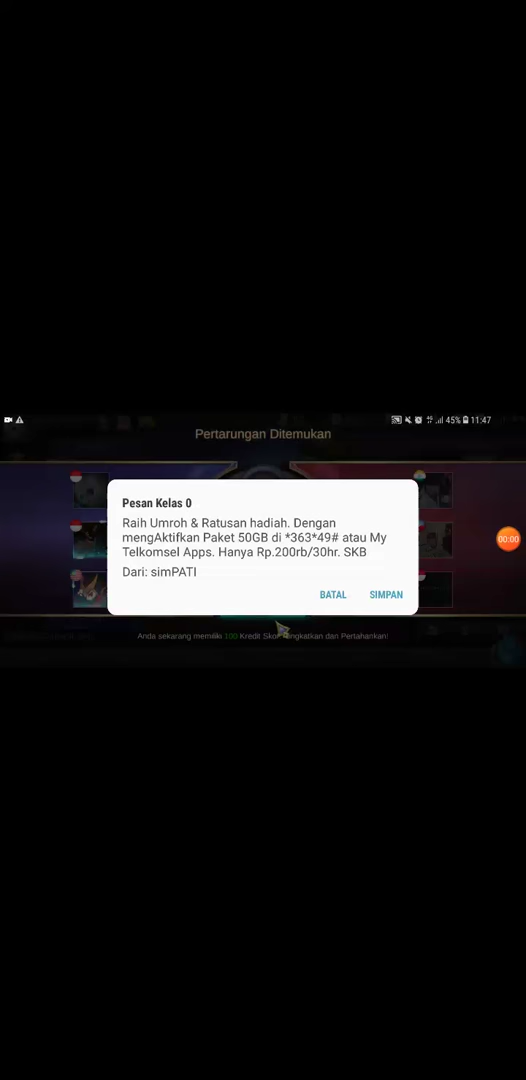 45% 11:47
Pertarungan Ditemukan
Pesan Kelas 0
Raih Umroh & Ratusan hadiah. Dengan
mengAktifkan Paket 50GB di *363*49# atau My
Telkomsel Apps. Hanya Rp.200rb/30hr. SKB
Dari: simPATI
00:00
BATAL SIMPAN
Anda sekarang memiliki 100 Kredit Skor Tingkatkan dan Pertahankan!